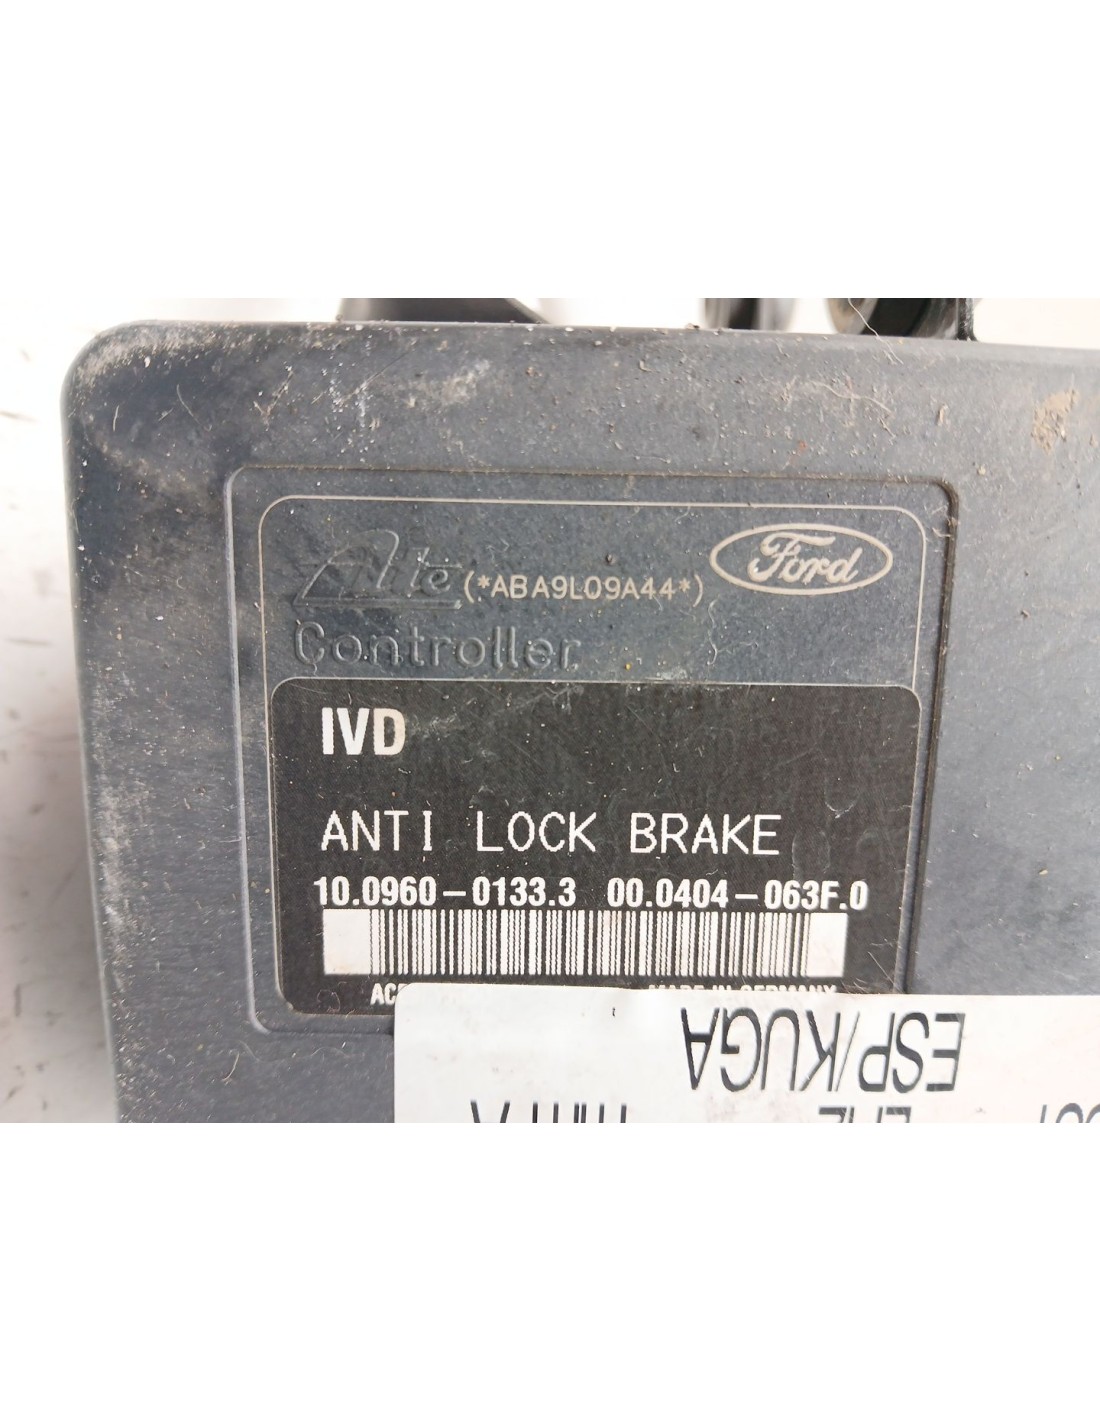 Ate (*ABA9L09A44*) Ford
Controller
IVD
ANTI LOCK BRAKE
10.0960-0133.3 00.0404-063F.0
MADE IN GERMANY
ESP/KUGA